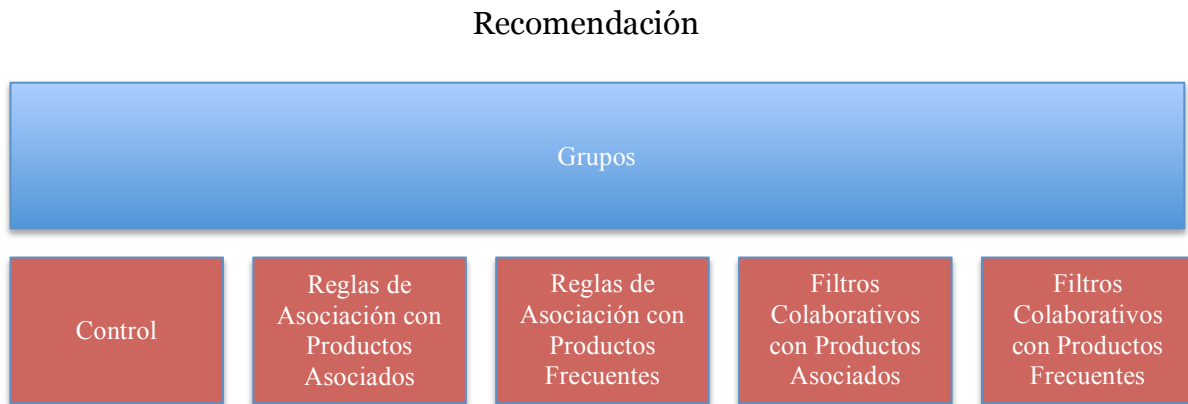 Recomendación
Grupos
Control
Reglas de
Asociación con
Productos
Asociados
Reglas de
Asociación con
Productos
Frecuentes
Filtros
Colaborativos
con Productos
Asociados
Filtros
Colaborativos
con Productos
Frecuentes